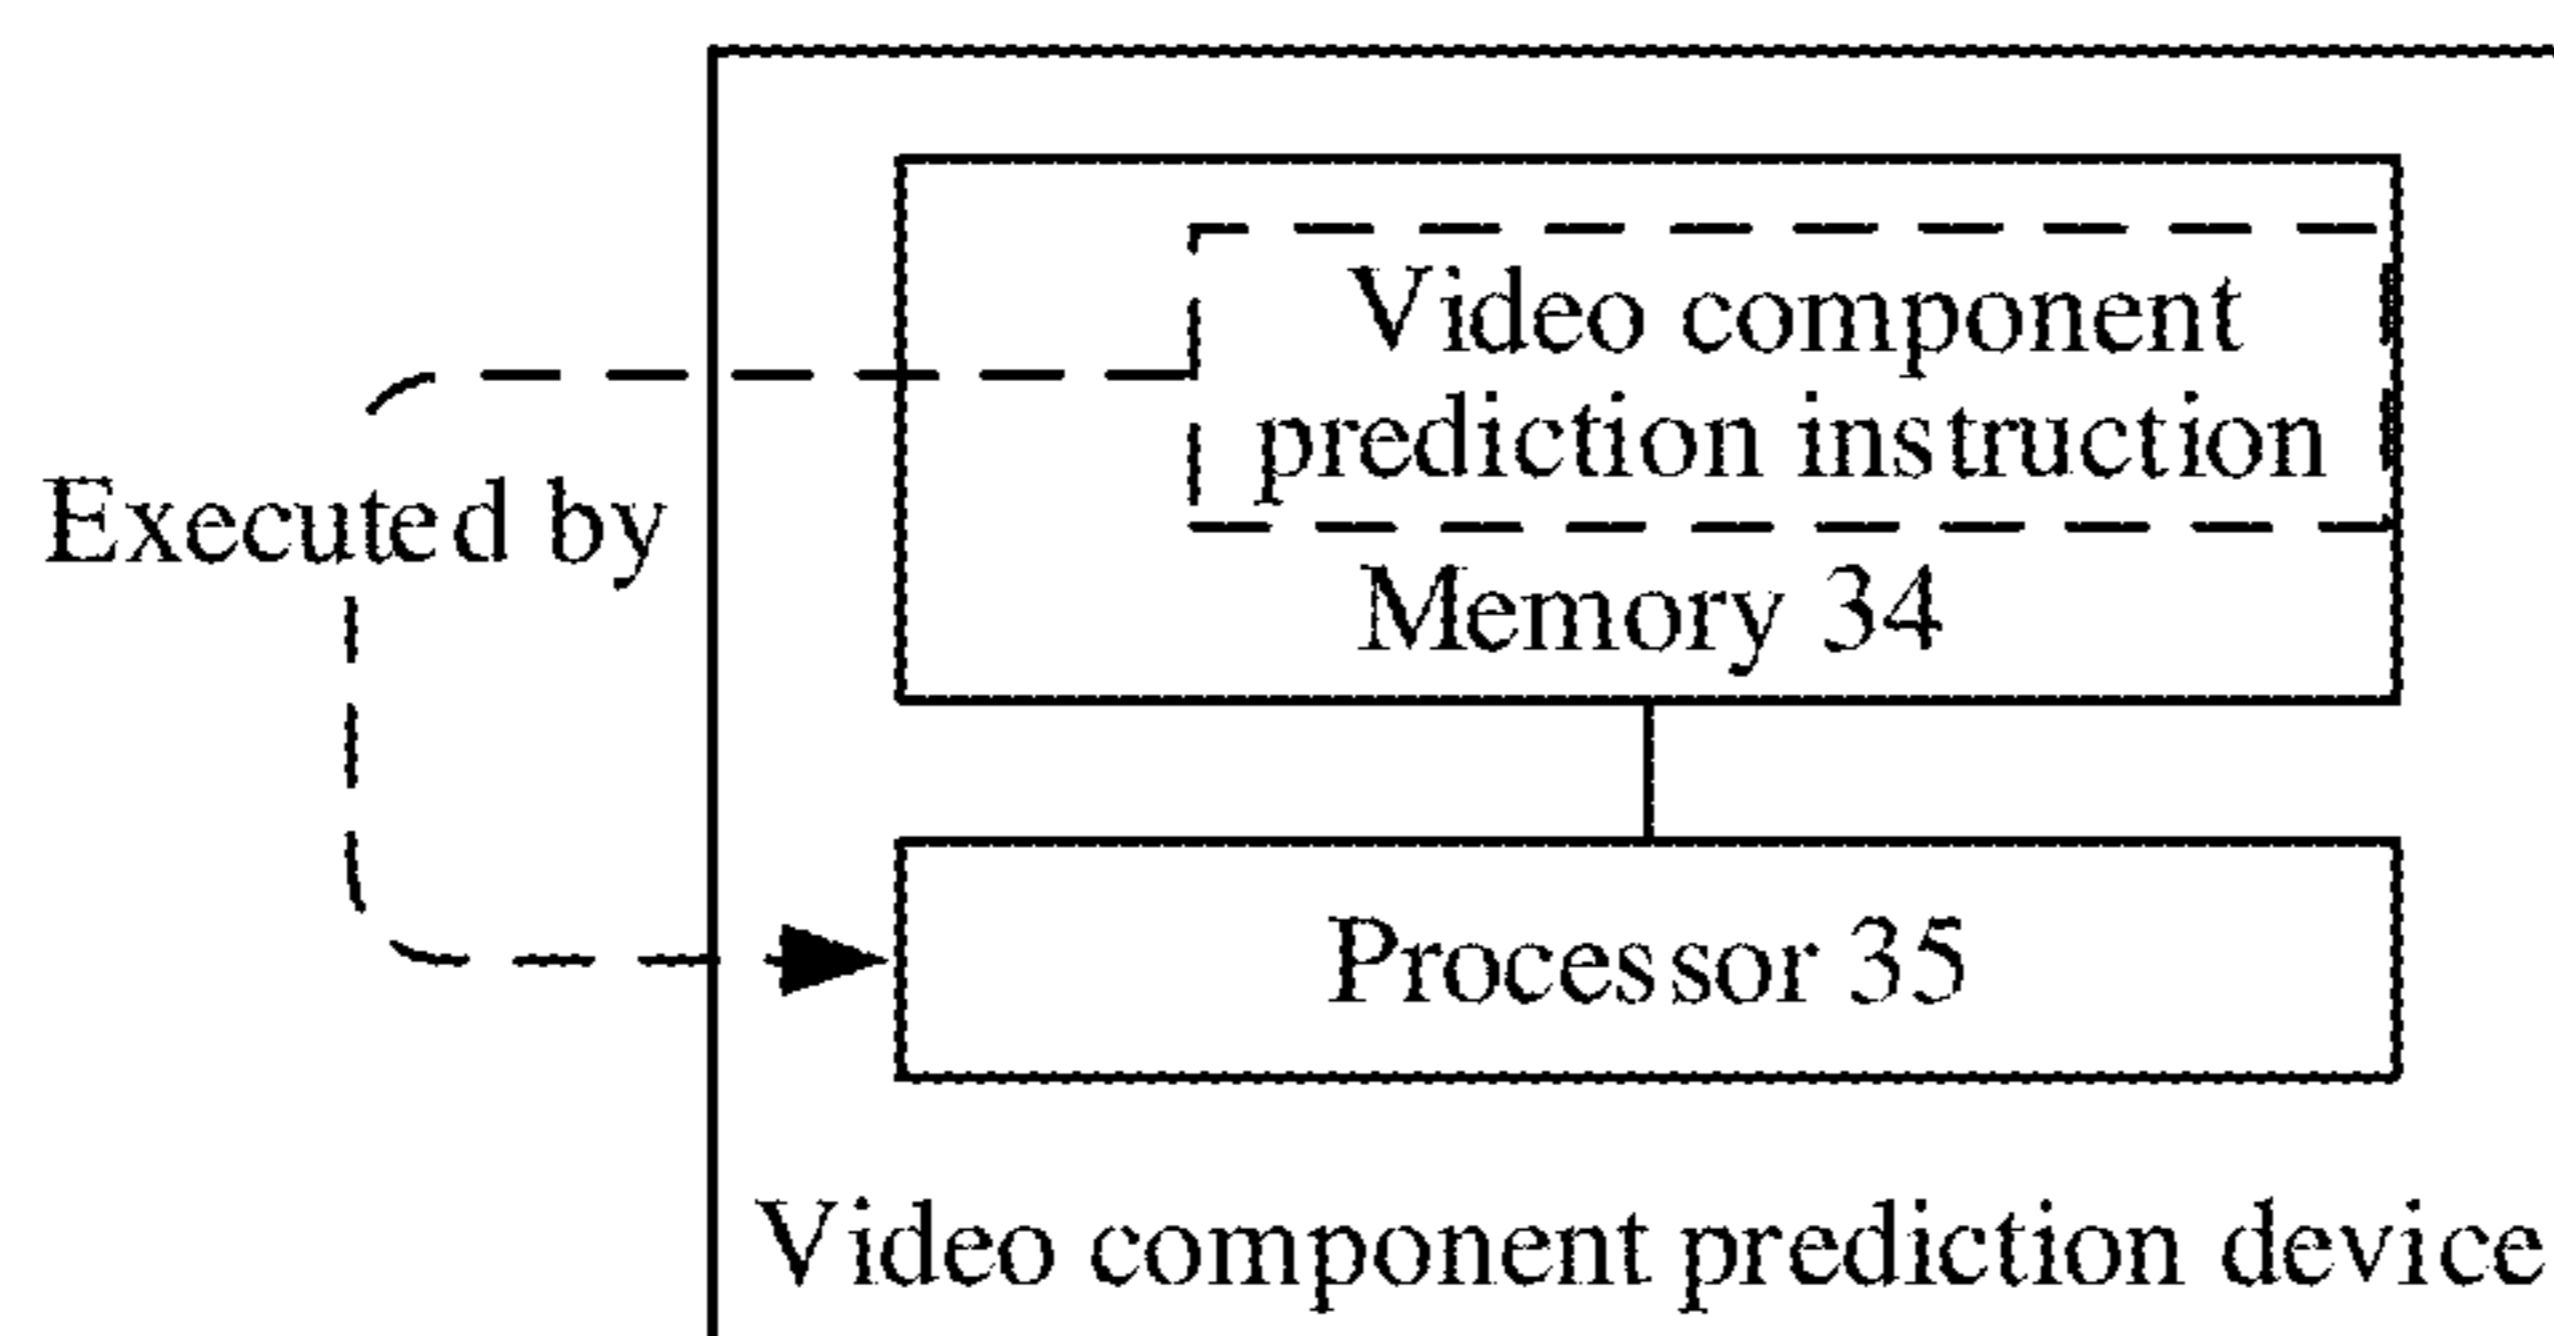 Video component
prediction instruction
Executed by
Memory 34
Processor 35
Video component prediction device